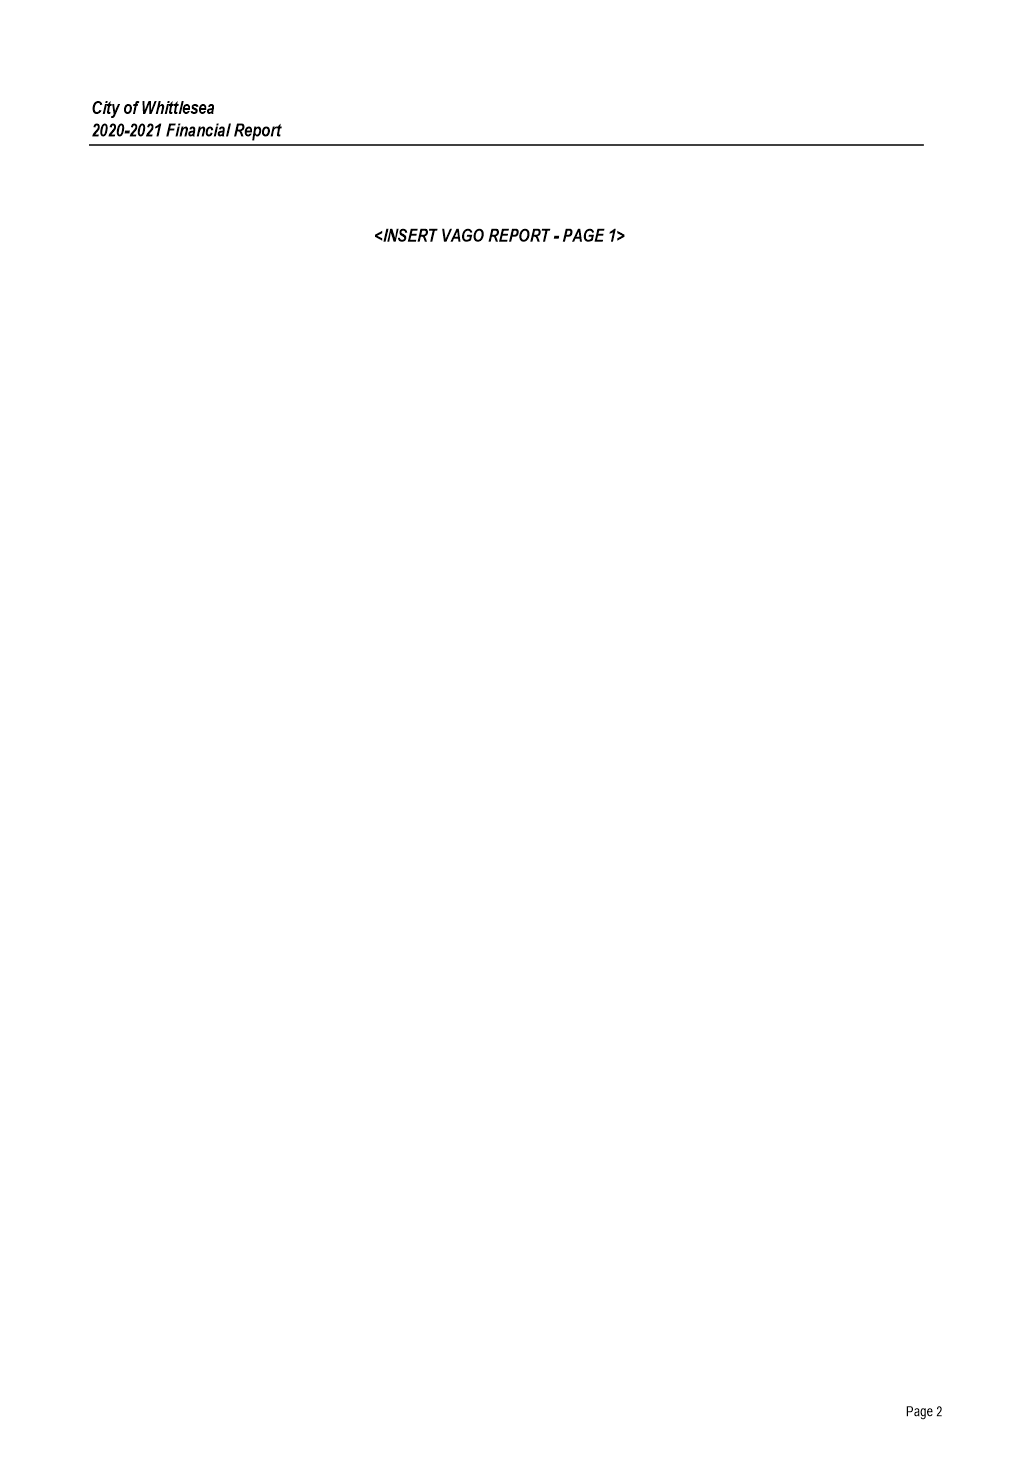 City of Whittlesea
2020-2021 Financial Report
<INSERT VAGO REPORT - PAGE 1>
Page 2